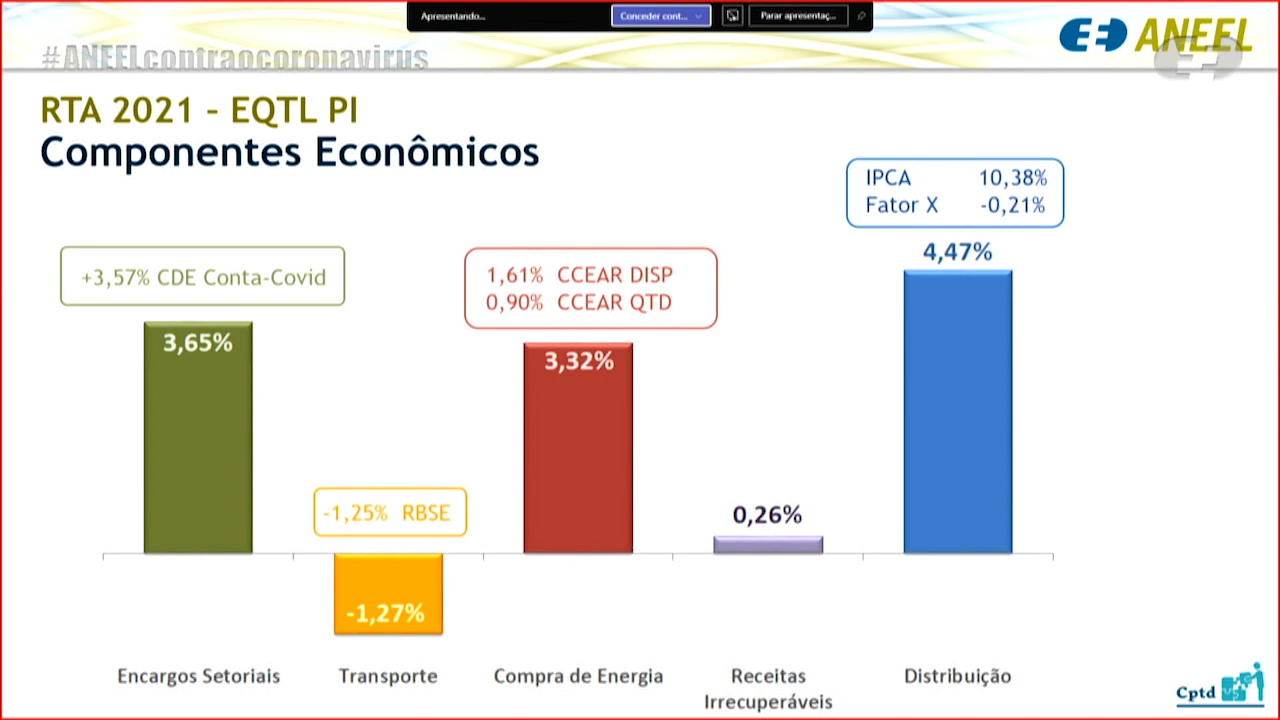 Apresentando...
Conceder cont...
Parar apresentaç...
#ANEELcontraocoronavirus
ANEEL
RTA 2021 – EQTL PI
Componentes Econômicos
IPCA 10,38%
Fator X -0,21%
4,47%
+3,57% CDE Conta-Covid
1,61% CCEAR DISP
0,90% CCEAR QTD
3,65%
3,32%
-1,25% RBSE
0,26%
-1,27%
Encargos Setoriais
Transporte
Compra de Energia
Receitas
Irrecuperáveis
Distribuição
Cptd